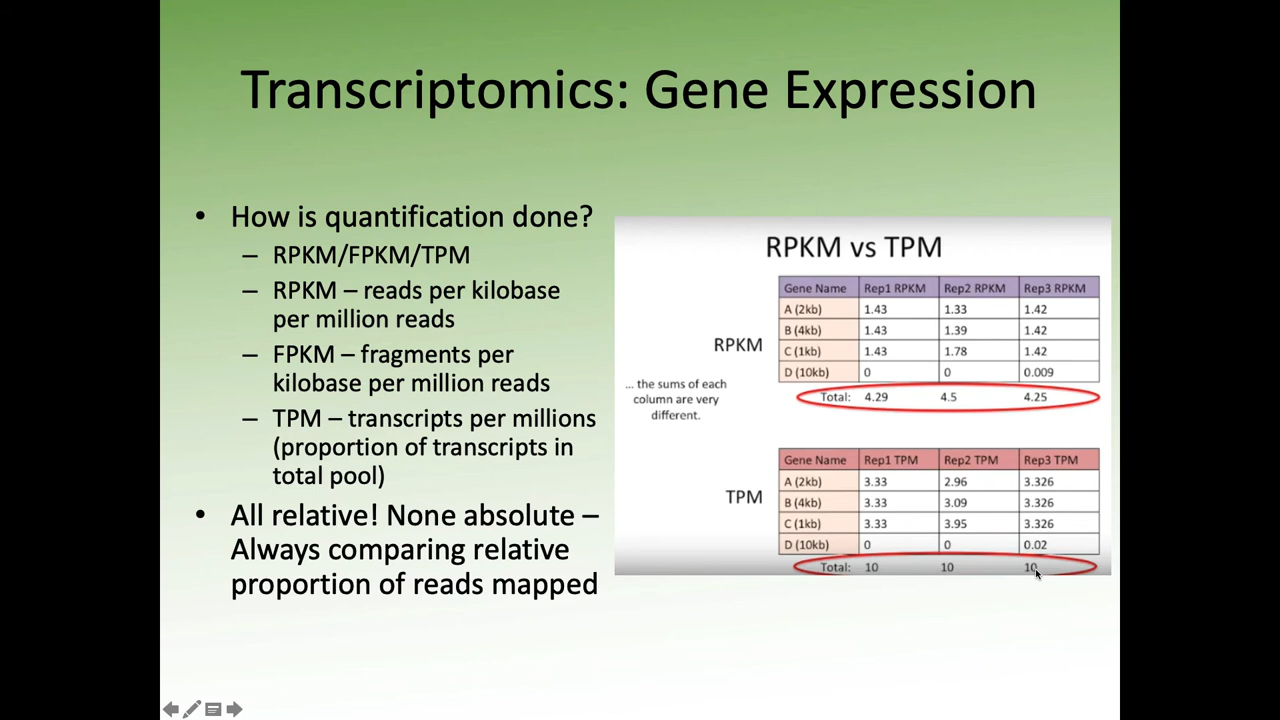 Transcriptomics: Gene Expression
• How is quantification done?
– RPKM/FPKM/TPM
– RPKM – reads per kilobase
per million reads
– FPKM – fragments per
kilobase per million reads
– TPM – transcripts per millions
(proportion of transcripts in
total pool)
• All relative! None absolute –
Always comparing relative
proportion of reads mapped
RPKM vs TPM
RPKM
... the sums of each
column are very
different.
Gene Name Rep1 RPKM Rep2 RPKM Rep3 RPKM
A (2kb) 1.43 1.33 1.42
B (4kb) 1.43 1.39 1.42
C (1kb) 1.43 1.78 1.42
D (10kb) 0 0 0.009
Total: 4.29 4.5 4.25
TPM
Gene Name Rep1 TPM Rep2 TPM Rep3 TPM
A (2kb) 3.33 2.96 3.326
B (4kb) 3.33 3.09 3.326
C (1kb) 3.33 3.95 3.326
D (10kb) 0 0 0.02
Total: 10 10 10